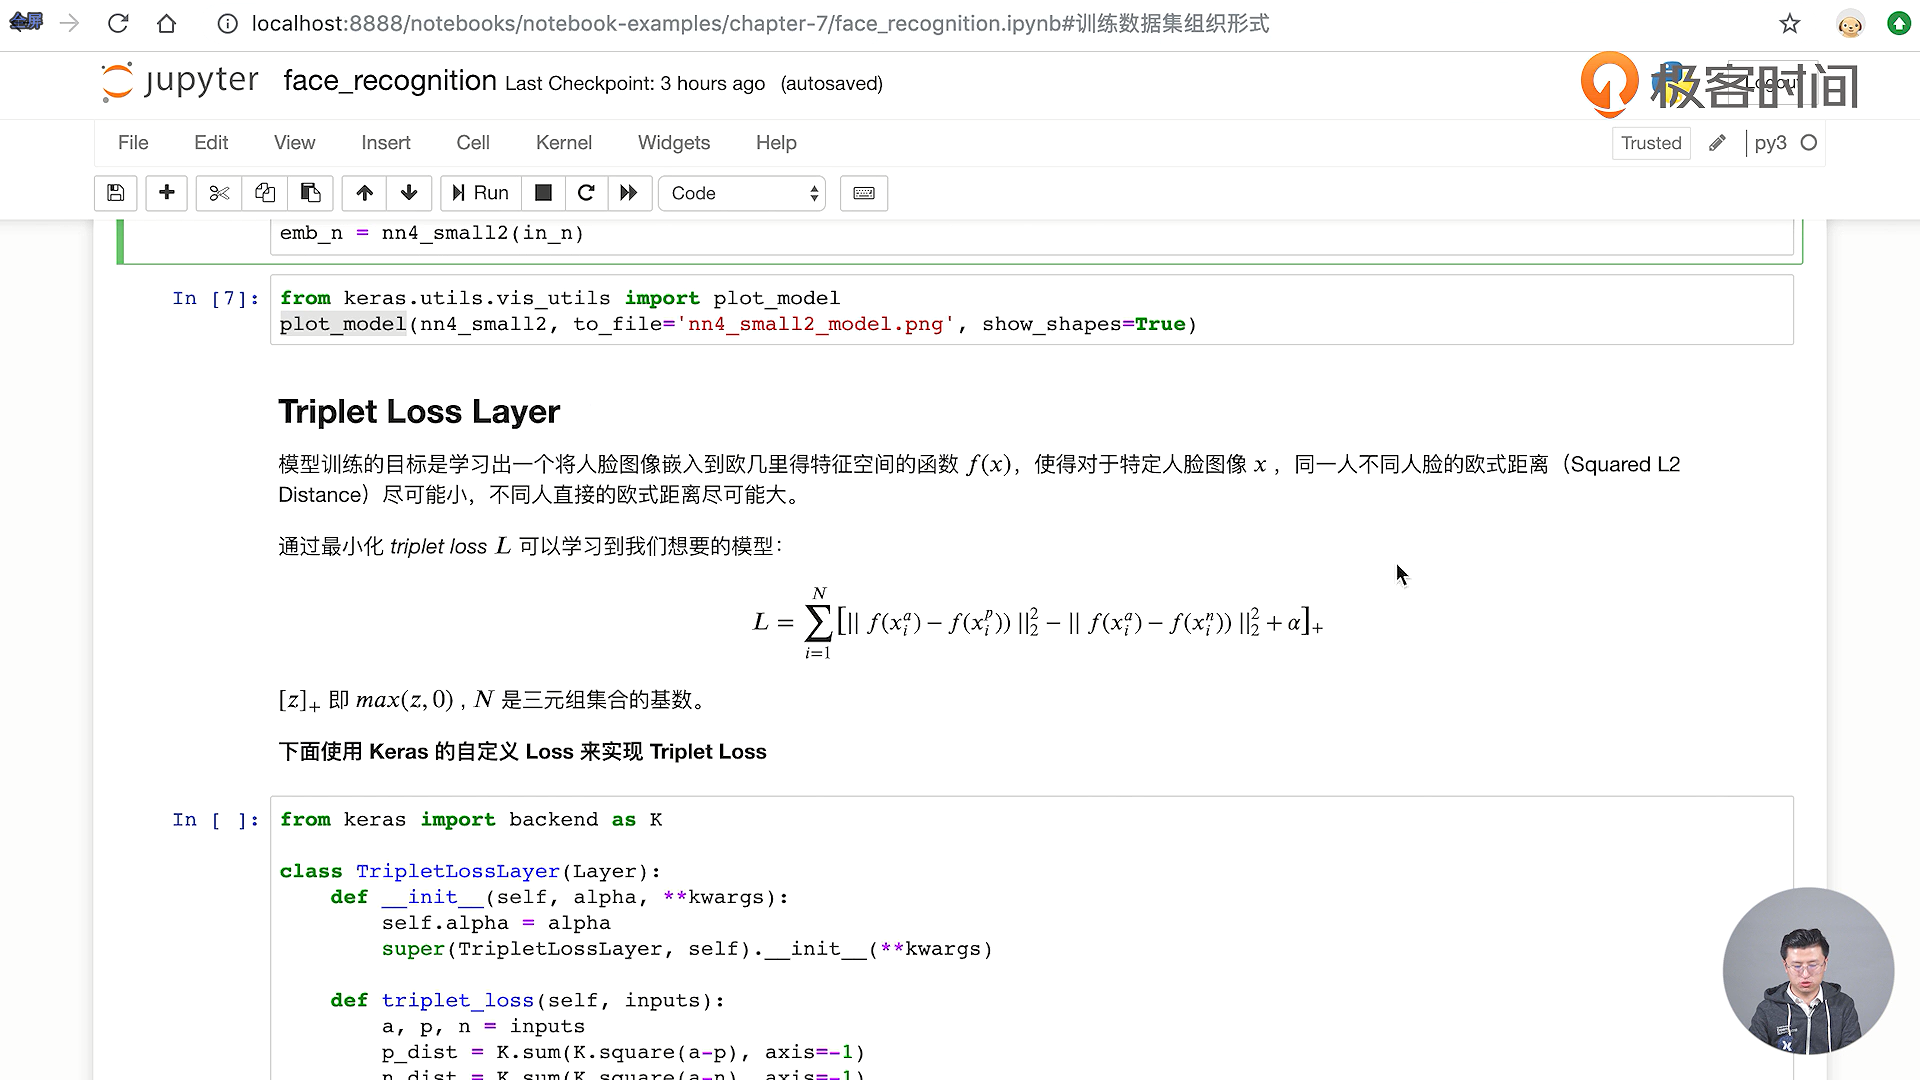 全屏
localhost:8888/notebooks/notebook-examples/chapter-7/face_recognition.ipynb#训练数据集组织形式
jupyter face_recognition Last Checkpoint: 3 hours ago (autosaved)
极客时间
Logout
File Edit View Insert Cell Kernel Widgets Help
Trusted py3
Run Code
emb_n = nn4_small2(in_n)
In [7]: from keras.utils.vis_utils import plot_model
plot_model(nn4_small2, to_file='nn4_small2_model.png', show_shapes=True)
Triplet Loss Layer
模型训练的目标是学习出一个将人脸图像嵌入到欧几里得特征空间的函数 f(x)，使得对于特定人脸图像 x ，同一人不同人脸的欧式距离（Squared L2
Distance）尽可能小，不同人直接的欧式距离尽可能大。
通过最小化 triplet loss L 可以学习到我们想要的模型：
L = ∑_{i=1}^{N} [|| f(x_i^a) − f(x_i^p)) ||_2^2 − || f(x_i^a) − f(x_i^n)) ||_2^2 + α]_+
[z]_+ 即 max(z, 0) , N 是三元组集合的基数。
下面使用 Keras 的自定义 Loss 来实现 Triplet Loss
In [ ]: from keras import backend as K
class TripletLossLayer(Layer):
def __init__(self, alpha, **kwargs):
self.alpha = alpha
super(TripletLossLayer, self).__init__(**kwargs)
def triplet_loss(self, inputs):
a, p, n = inputs
p_dist = K.sum(K.square(a-p), axis=-1)
n_dist = K.sum(K.square(a-n), axis=-1)